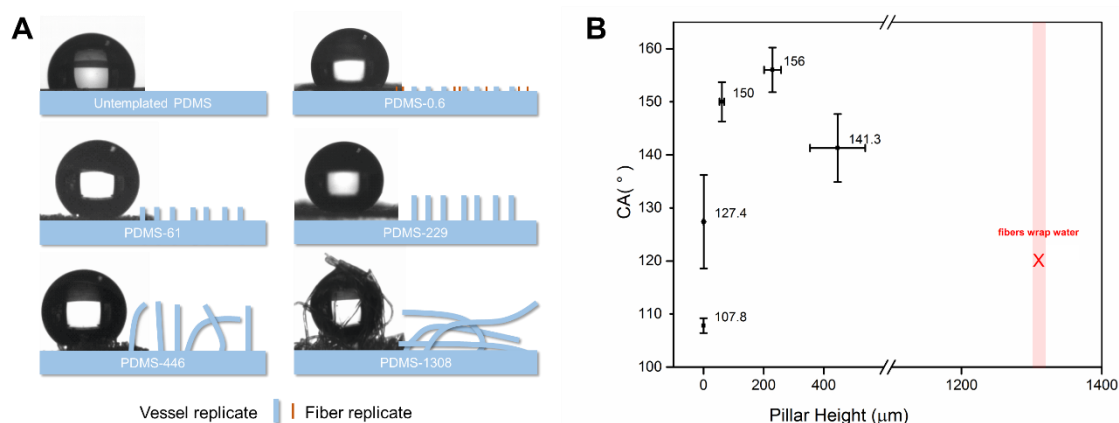 A
Untemplated PDMS
PDMS-0.6
PDMS-61
PDMS-229
PDMS-446
PDMS-1308
Vessel replicate
Fiber replicate
B
CA( ° )
160
150
140
130
120
110
100
156
150
141.3
127.4
107.8
fibers wrap water
X
0
200
400
1200
1400
Pillar Height (μm)